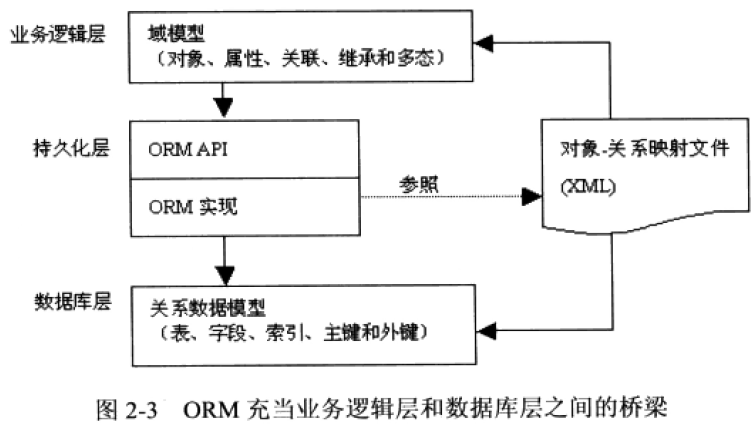 业务逻辑层
域模型
（对象、属性、关联、继承和多态）
持久化层
ORM API
ORM 实现
参照
对象-关系映射文件
(XML)
数据库层
关系数据模型
（表、字段、索引、主键和外键）
图 2-3 ORM 充当业务逻辑层和数据库层之间的桥梁